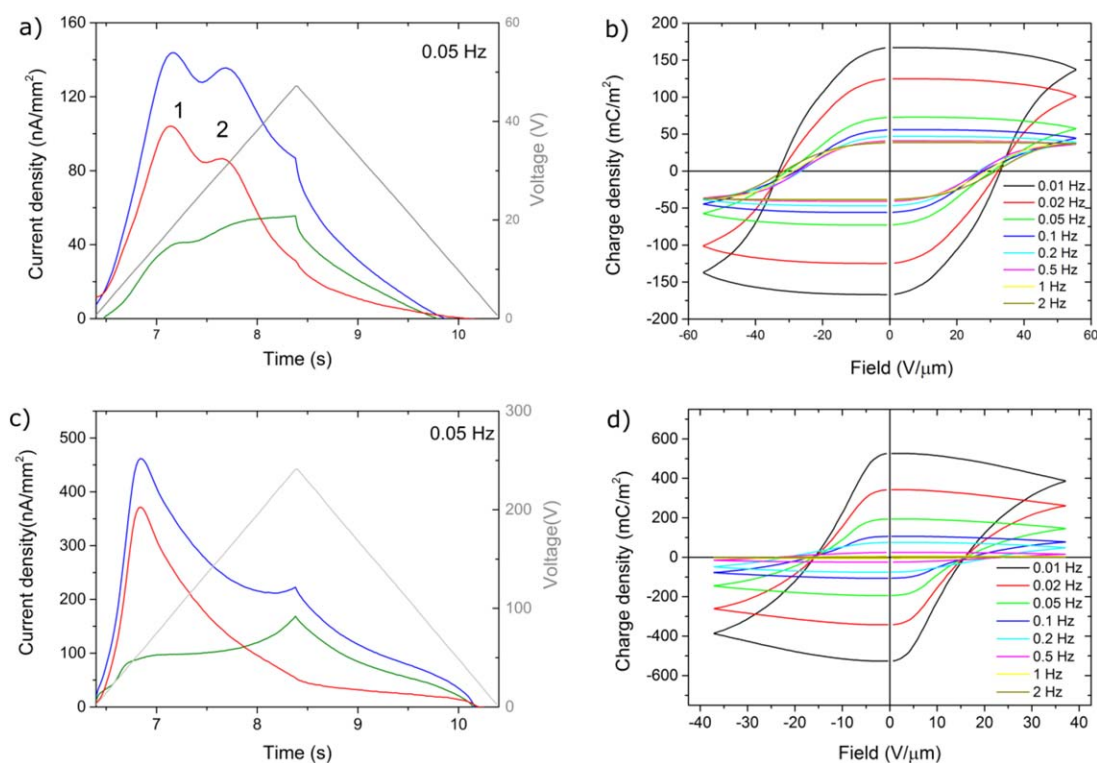 a)
0.05 Hz
1
2
Current density (nA/mm²)
160
120
80
40
0
Voltage (V)
60
40
20
0
7
8
9
10
Time (s)
b)
Charge density (mC/m²)
200
150
100
50
0
-50
-100
-150
-200
0.01 Hz
0.02 Hz
0.05 Hz
0.1 Hz
0.2 Hz
0.5 Hz
1 Hz
2 Hz
-60
-40
-20
0
20
40
60
Field (V/μm)
c)
0.05 Hz
Current density(nA/mm²)
500
450
400
350
300
250
200
150
100
50
0
Voltage(V)
300
200
100
0
7
8
9
10
Time (s)
d)
Charge density (mC/m²)
600
400
200
0
-200
-400
-600
0.01 Hz
0.02 Hz
0.05 Hz
0.1 Hz
0.2 Hz
0.5 Hz
1 Hz
2 Hz
-40
-30
-20
-10
0
10
20
30
40
Field (V/μm)